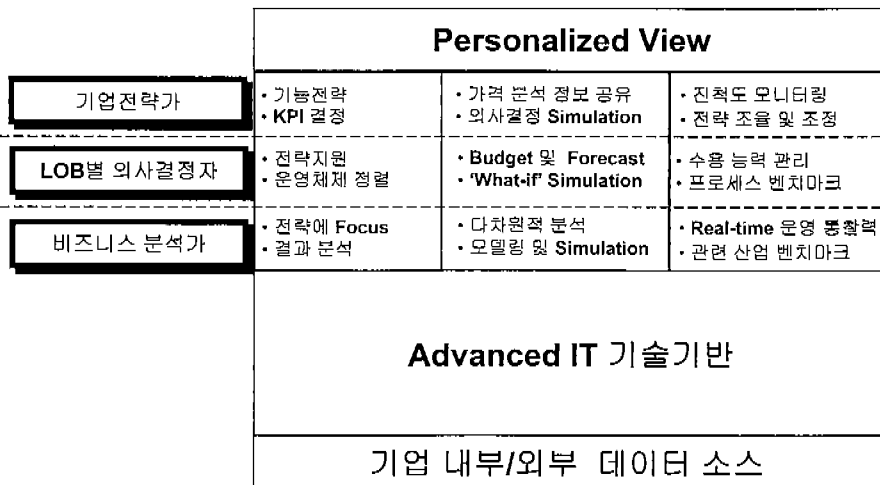 Personalized View
기업전략가
• 기능전략
• KPI 결정
• 가격 분석 정보 공유
• 의사결정 Simulation
• 진척도 모니터링
• 전략 조율 및 조정
LOB별 의사결정자
• 전략지원
• 운영체제 정렬
• Budget 및 Forecast
• 'What-if' Simulation
• 수용 능력 관리
• 프로세스 벤치마크
비즈니스 분석가
• 전략에 Focus
• 결과 분석
• 다차원적 분석
• 모델링 및 Simulation
• Real-time 운영 통찰력
• 관련 산업 벤치마크
Advanced IT 기술기반
기업 내부/외부 데이터 소스